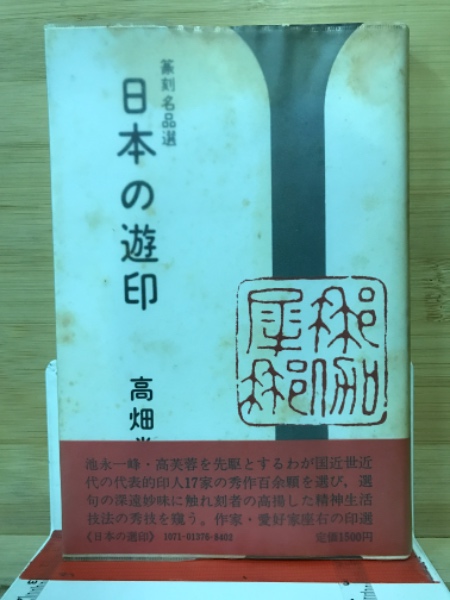 篆刻名品選
日本の遊印
高畑
池永一峰・高芙蓉を先駆とするわが国近世近
代の代表的印人17家の秀作百余顆を選び，選
句の深遠妙味に触れ刻者の高揚した精神生活
技法の秀技を窺う。作家・愛好家座右の印選
《日本の遊印》 1071-01376-8402 定価1500円